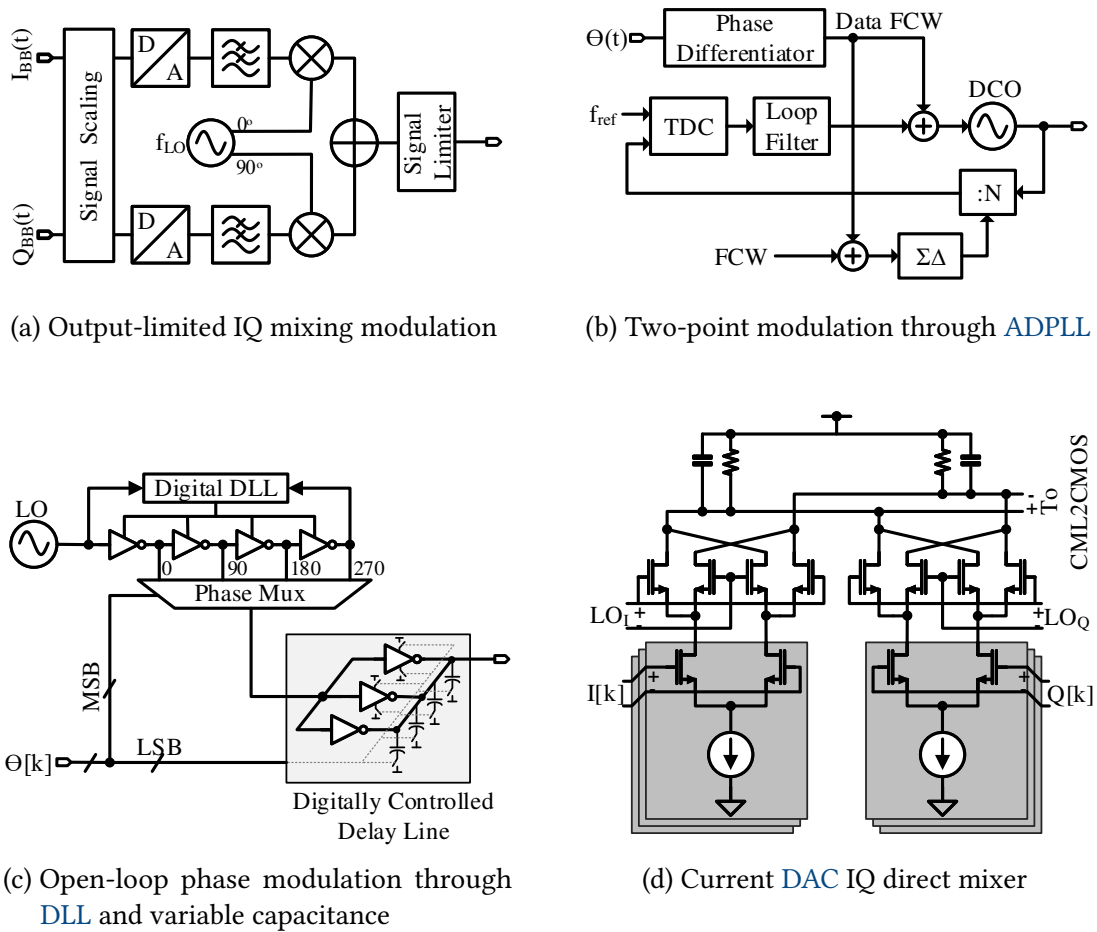 I_BB(t)
Q_BB(t)
Signal Scaling
D
A
D
A
f_LO
0°
90°
Signal
Limiter
(a) Output-limited IQ mixing modulation
Θ(t)
Phase
Differentiator
Data FCW
DCO
f_ref
TDC
Loop
Filter
:N
FCW
ΣΔ
(b) Two-point modulation through ADPLL
LO
Digital DLL
0
90
180
270
Phase Mux
MSB
LSB
Θ[k]
Digitally Controlled
Delay Line
(c) Open-loop phase modulation through
DLL and variable capacitance
-
+
To
CML2CMOS
LO_I
+
-
+
-
LO_Q
I[k]
+
-
+
-
Q[k]
(d) Current DAC IQ direct mixer